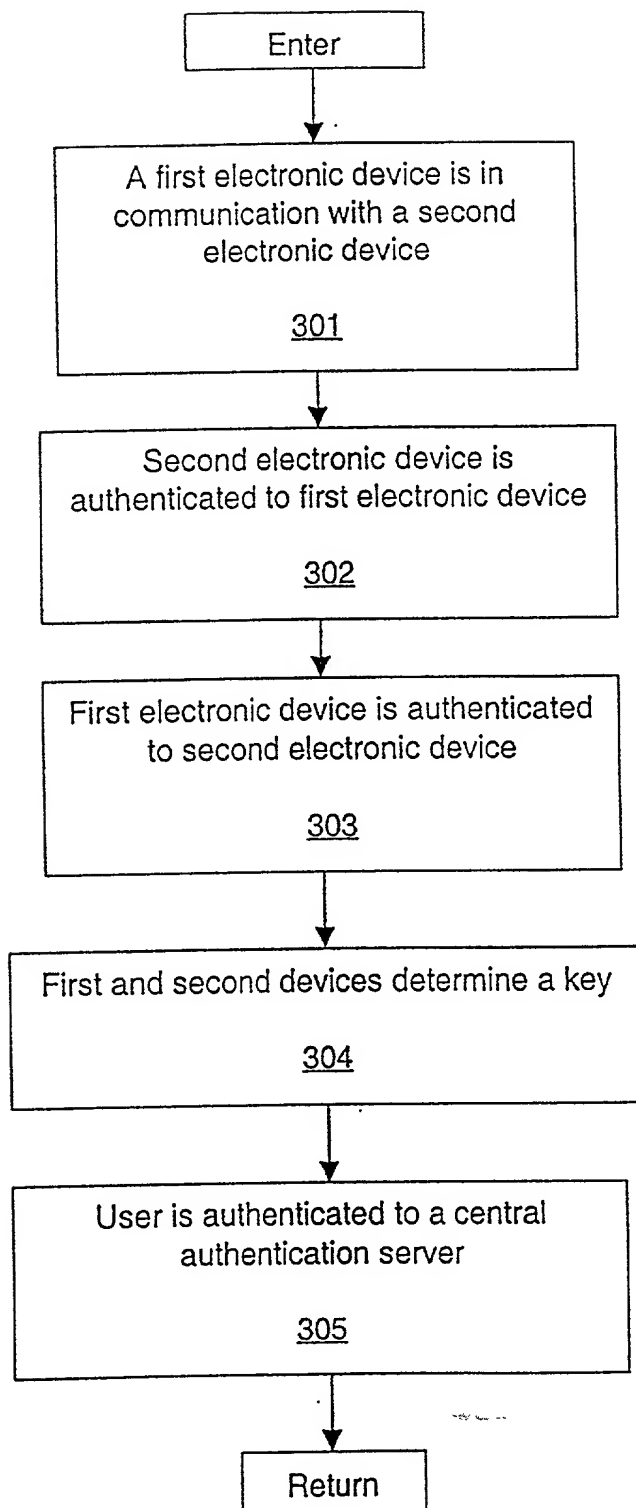 Enter
A first electronic device is in
communication with a second
electronic device
301
Second electronic device is
authenticated to first electronic device
302
First electronic device is authenticated
to second electronic device
303
First and second devices determine a key
304
User is authenticated to a central
authentication server
305
Return